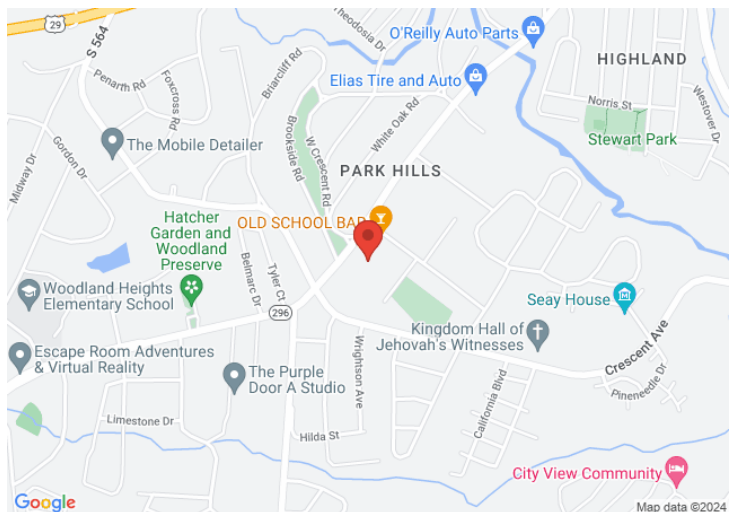 29
S 564
Theodosia Dr
O'Reilly Auto Parts
HIGHLAND
Penarth Rd
Foxcross Rd
Briarcliff Rd
Elias Tire and Auto
Norris St
Westover Dr
Midway Dr
Gordon Dr
The Mobile Detailer
Brookside Rd
W Crescent Rd
White Oak Rd
Stewart Park
PARK HILLS
Hatcher
Garden and
Woodland
Preserve
OLD SCHOOL BAR
Belmarc Dr
Tyler Ct
Woodland Heights
Elementary School
296
Seay House
Kingdom Hall of
Jehovah's Witnesses
Crescent Ave
Escape Room Adventures
& Virtual Reality
The Purple
Door A Studio
Wrightson Ave
California Blvd
Pineneedle Dr
Limestone Dr
Hilda St
City View Community
Google
Map data ©2024